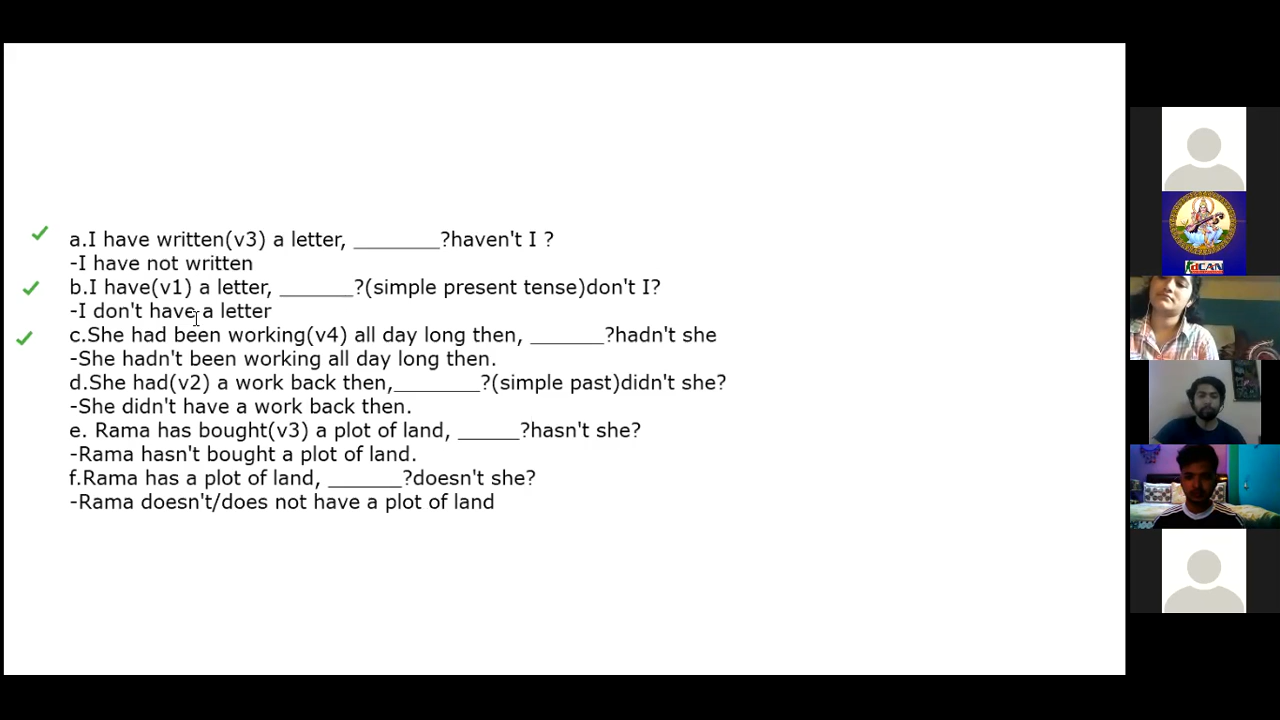 a.I have written(v3) a letter, ________?haven't I ?
-I have not written
b.I have(v1) a letter, _______?(simple present tense)don't I?
-I don't have a letter
c.She had been working(v4) all day long then, _______?hadn't she
-She hadn't been working all day long then.
d.She had(v2) a work back then,________?(simple past)didn't she?
-She didn't have a work back then.
e. Rama has bought(v3) a plot of land, ______?hasn't she?
-Rama hasn't bought a plot of land.
f.Rama has a plot of land, _______?doesn't she?
-Rama doesn't/does not have a plot of land
dCAN